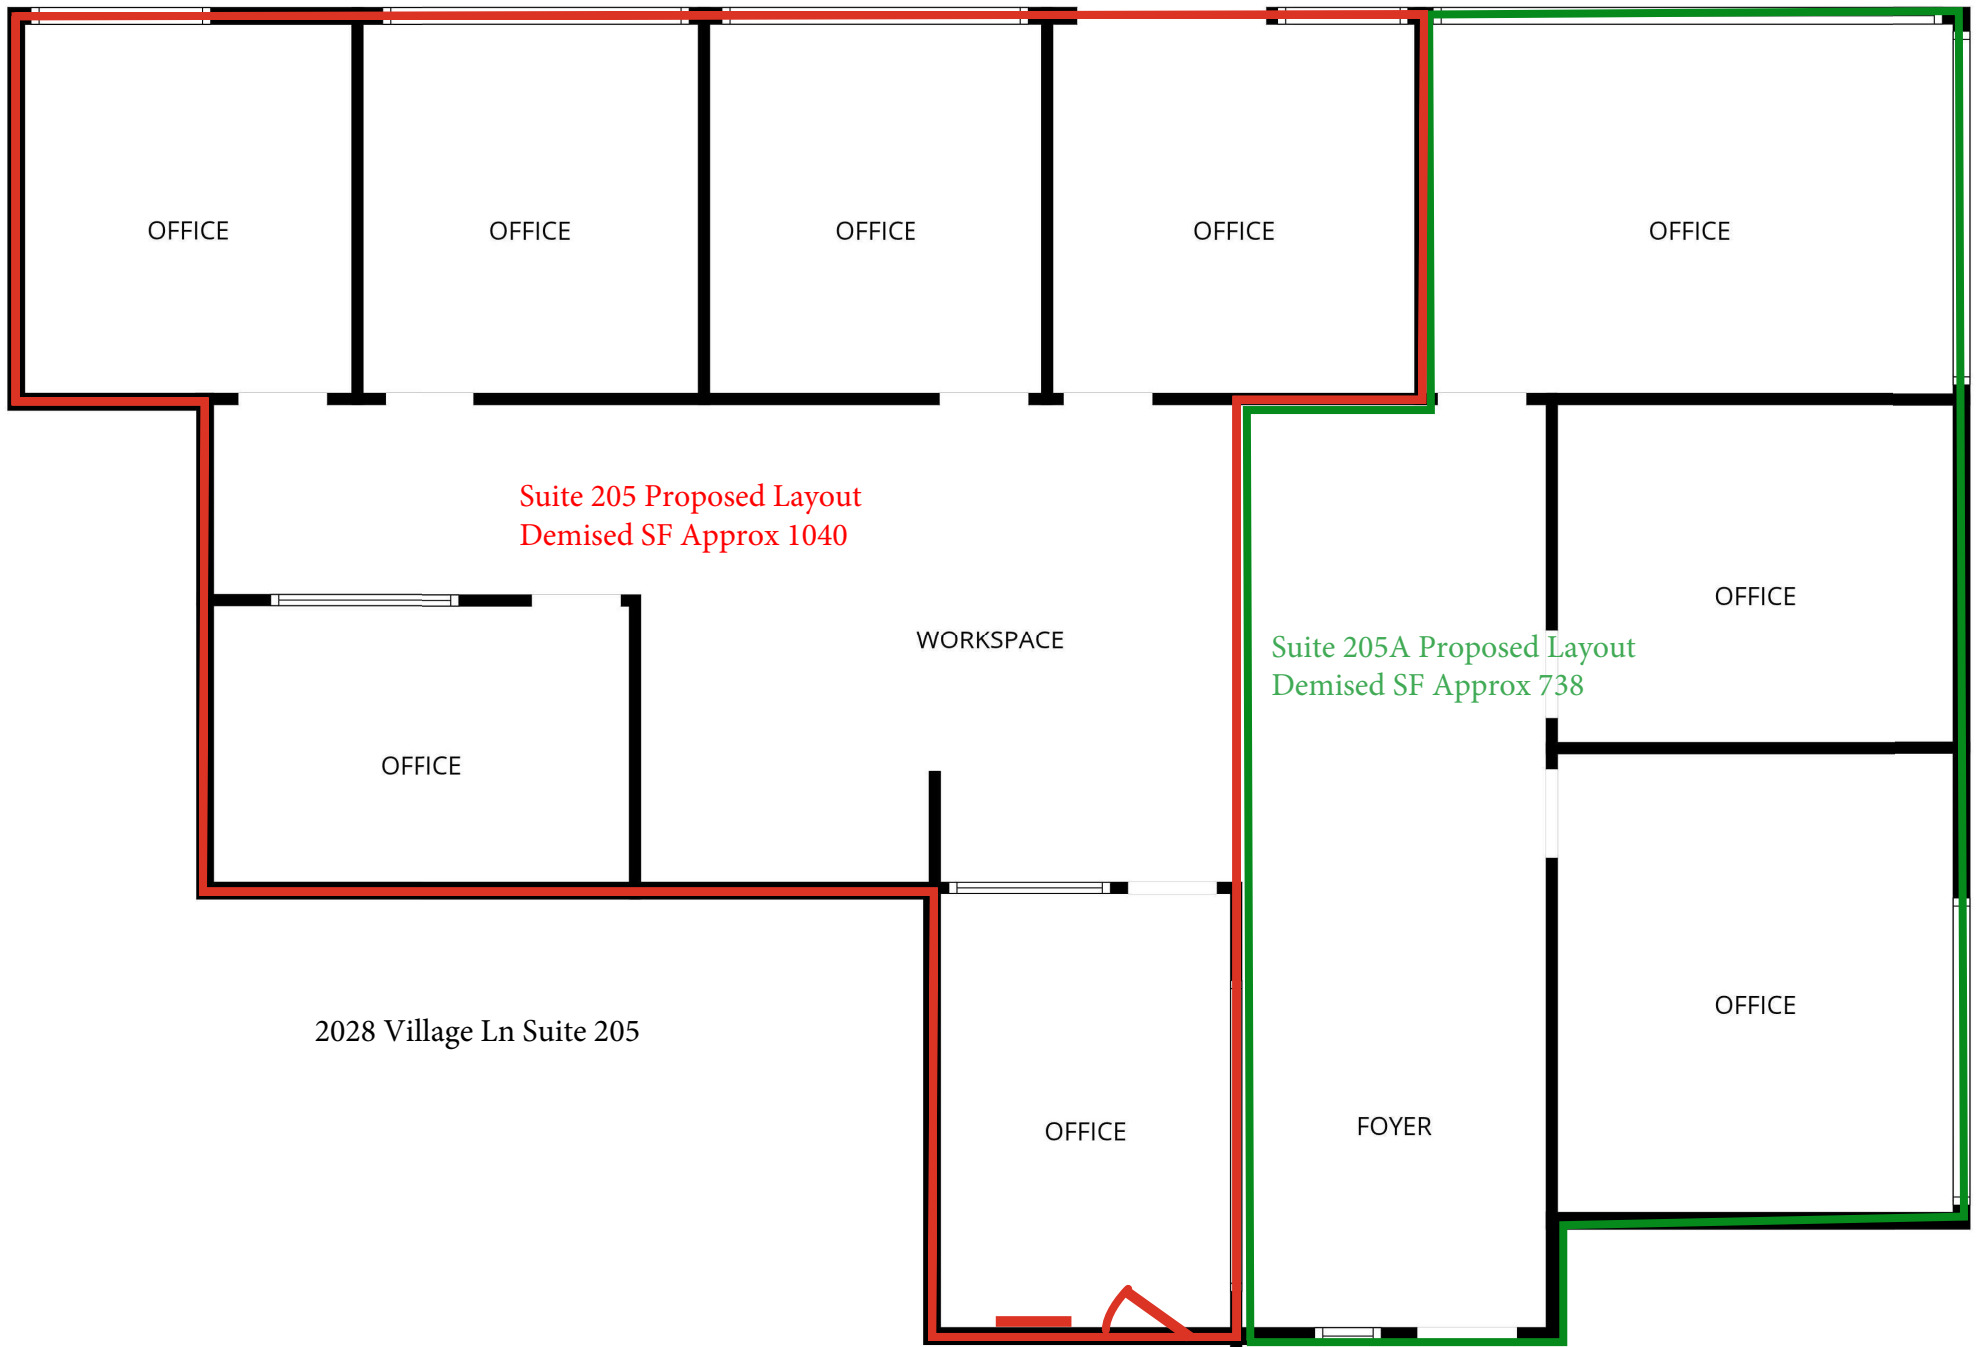 OFFICE
OFFICE
OFFICE
OFFICE
OFFICE
Suite 205 Proposed Layout
Demised SF Approx 1040
OFFICE
WORKSPACE
Suite 205A Proposed Layout
Demised SF Approx 738
OFFICE
OFFICE
2028 Village Ln Suite 205
OFFICE
FOYER